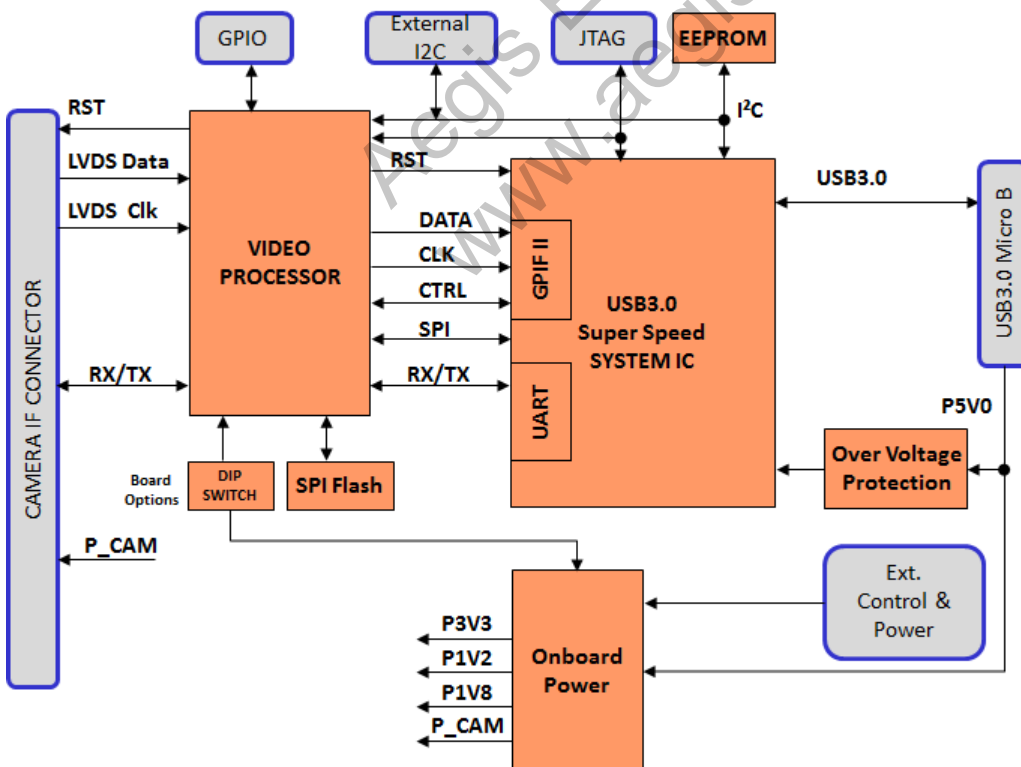 GPIO
External
I2C
JTAG
EEPROM
I²C
RST
LVDS Data
LVDS Clk
RX/TX
P_CAM
CAMERA IF CONNECTOR
VIDEO
PROCESSOR
RST
DATA
CLK
CTRL
SPI
RX/TX
GPIF II
UART
USB3.0
Super Speed
SYSTEM IC
USB3.0
USB3.0 Micro B
P5V0
Over Voltage
Protection
Board
Options
DIP
SWITCH
SPI Flash
Ext.
Control &
Power
Onboard
Power
P3V3
P1V2
P1V8
P_CAM
Aegis
www.aegis